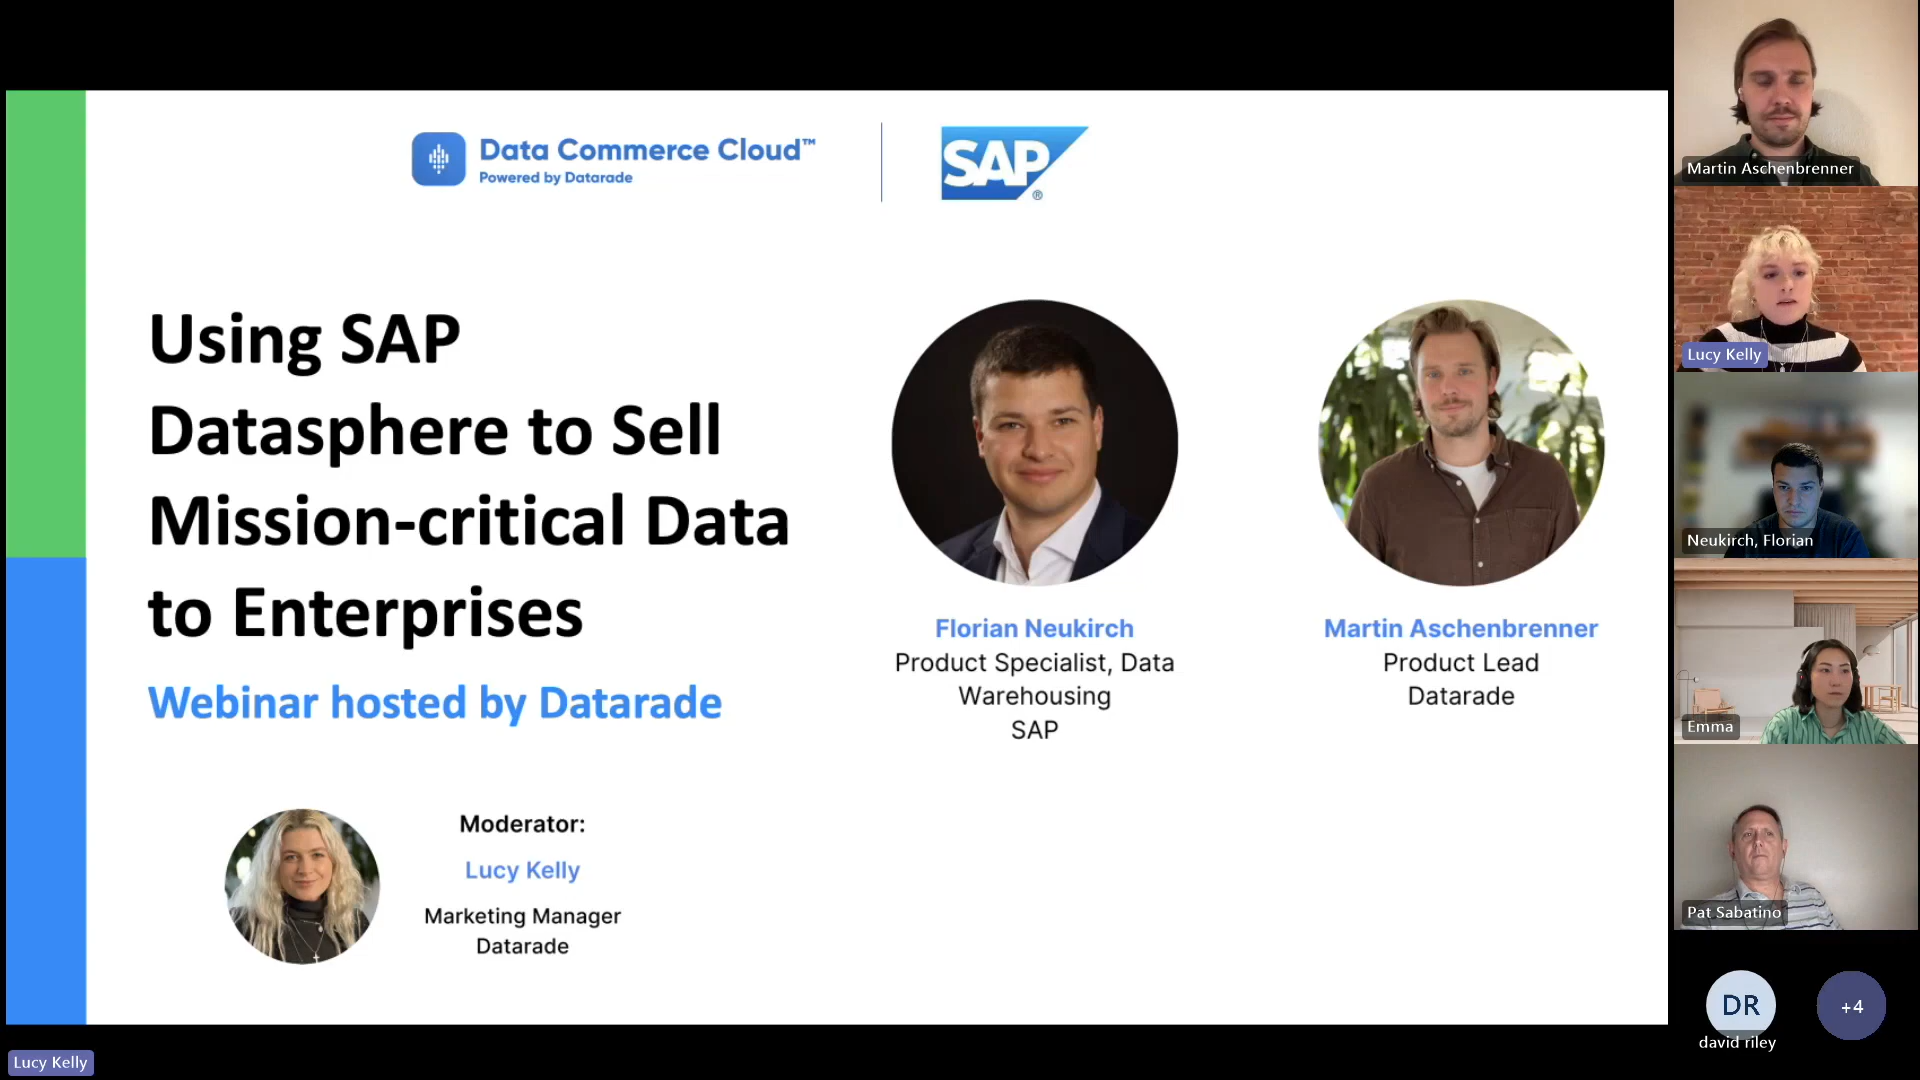 Data Commerce Cloud™
Powered by Datarade
SAP®
Using SAP
Datasphere to Sell
Mission-critical Data
to Enterprises
Webinar hosted by Datarade
Florian Neukirch
Product Specialist, Data
Warehousing
SAP
Martin Aschenbrenner
Product Lead
Datarade
Moderator:
Lucy Kelly
Marketing Manager
Datarade
Martin Aschenbrenner
Lucy Kelly
Neukirch, Florian
Emma
Pat Sabatino
DR
david riley
+4
Lucy Kelly